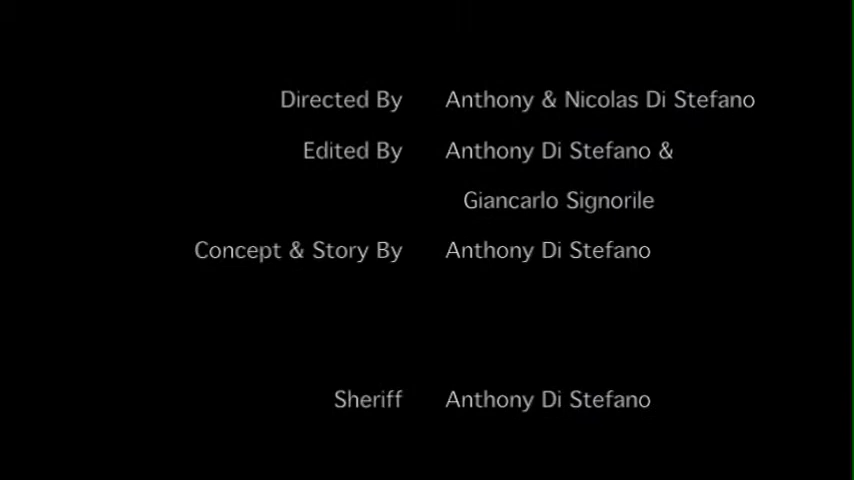 Directed By Anthony & Nicolas Di Stefano
Edited By Anthony Di Stefano &
Giancarlo Signorile
Concept & Story By Anthony Di Stefano
Sheriff Anthony Di Stefano